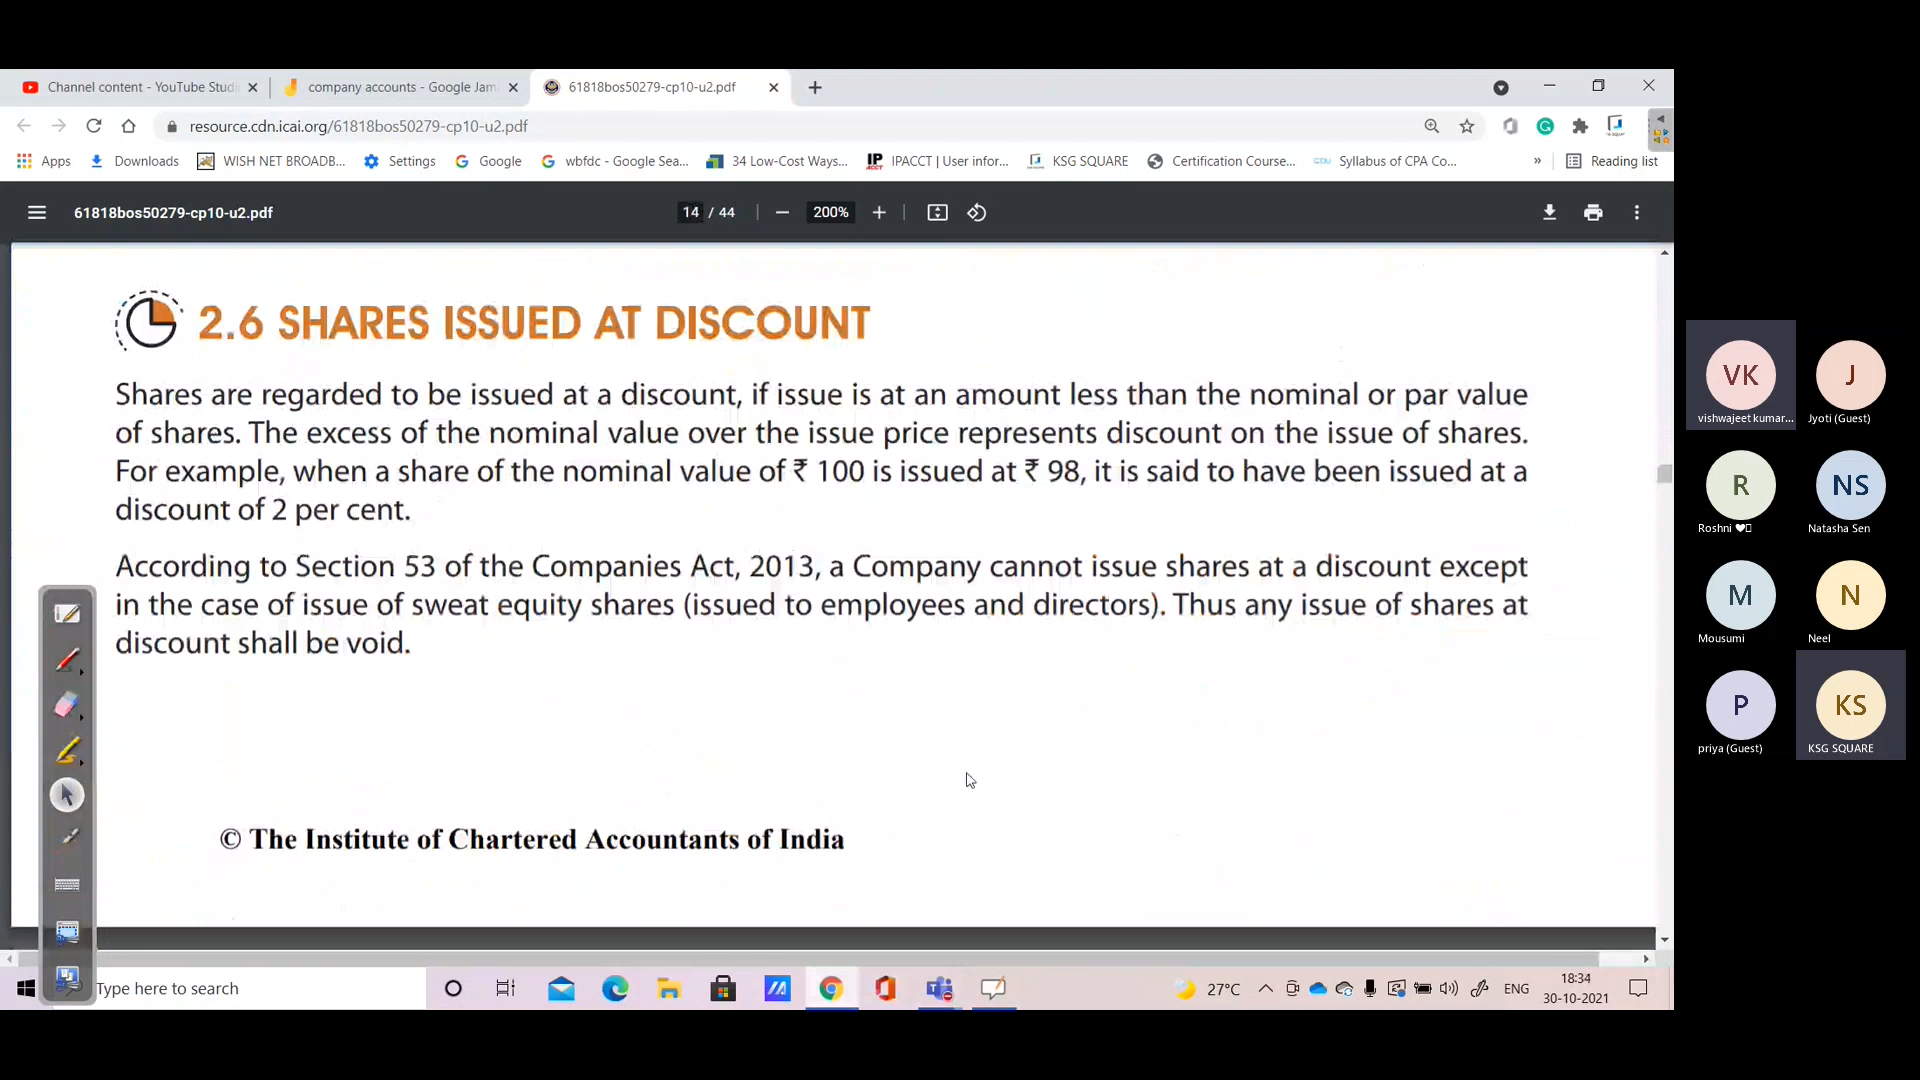 Channel content - YouTube Studi
company accounts - Google Jam
61818bos50279-cp10-u2.pdf
resource.cdn.icai.org/61818bos50279-cp10-u2.pdf
Apps
Downloads
WISH NET BROADB...
Settings
Google
wbfdc - Google Sea...
34 Low-Cost Ways...
IPACCT | User infor...
KSG SQUARE
Certification Course...
Syllabus of CPA Co...
»
Reading list
61818bos50279-cp10-u2.pdf
14 / 44
200%
2.6 SHARES ISSUED AT DISCOUNT
Shares are regarded to be issued at a discount, if issue is at an amount less than the nominal or par value
of shares. The excess of the nominal value over the issue price represents discount on the issue of shares.
For example, when a share of the nominal value of ₹ 100 is issued at ₹ 98, it is said to have been issued at a
discount of 2 per cent.
According to Section 53 of the Companies Act, 2013, a Company cannot issue shares at a discount except
in the case of issue of sweat equity shares (issued to employees and directors). Thus any issue of shares at
discount shall be void.
© The Institute of Chartered Accountants of India
VK
vishwajeet kumar...
J
Jyoti (Guest)
R
Roshni
NS
Natasha Sen
M
Mousumi
N
Neel
P
priya (Guest)
KS
KSG SQUARE
Type here to search
27°C
ENG
18:34
30-10-2021